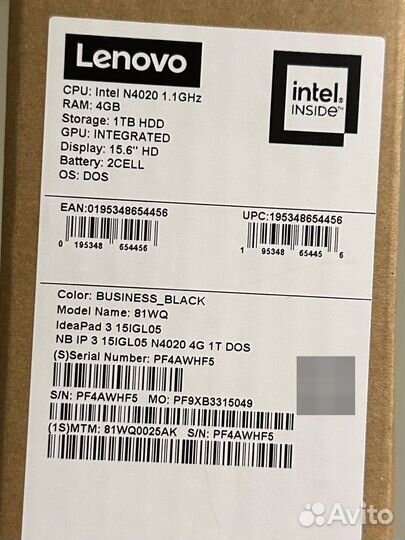 Lenovo
CPU: Intel N4020 1.1GHz
RAM: 4GB
Storage: 1TB HDD
GPU: INTEGRATED
Display: 15.6'' HD
Battery: 2CELL
OS: DOS
intel.
INSIDE™
EAN:0195348654456
0 195348 654456
UPC:195348654456
1 95348 65445 6
Color: BUSINESS_BLACK
Model Name: 81WQ
IdeaPad 3 15IGL05
NB IP 3 15IGL05 N4020 4G 1T DOS
(S)Serial Number: PF4AWHF5
S/N: PF4AWHF5 MO: PF9XB3315049
(1S)MTM: 81WQ0025AK S/N: PF4AWHF5
Avito